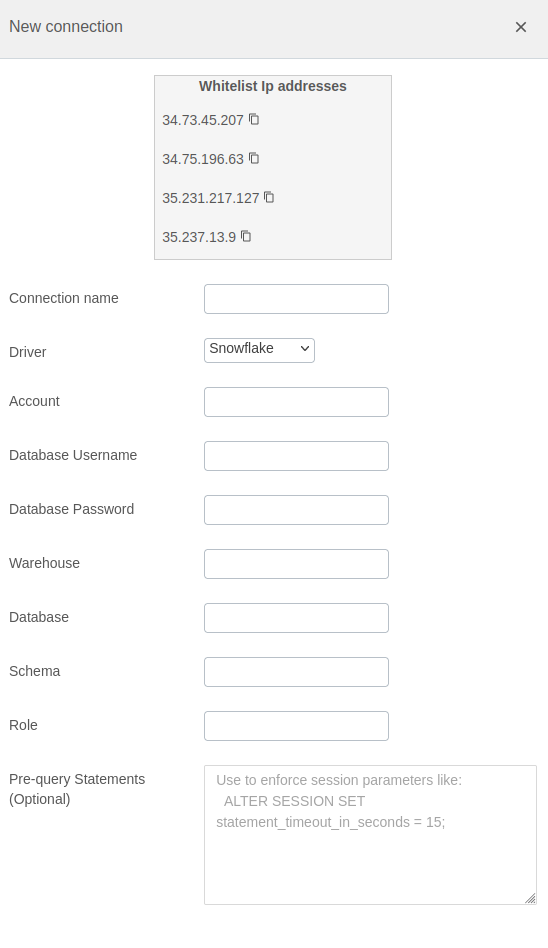 New connection
Whitelist Ip addresses
34.73.45.207
34.75.196.63
35.231.217.127
35.237.13.9
Connection name
Driver
Snowflake
Account
Database Username
Database Password
Warehouse
Database
Schema
Role
Pre-query Statements
(Optional)
Use to enforce session parameters like:
ALTER SESSION SET
statement_timeout_in_seconds = 15;